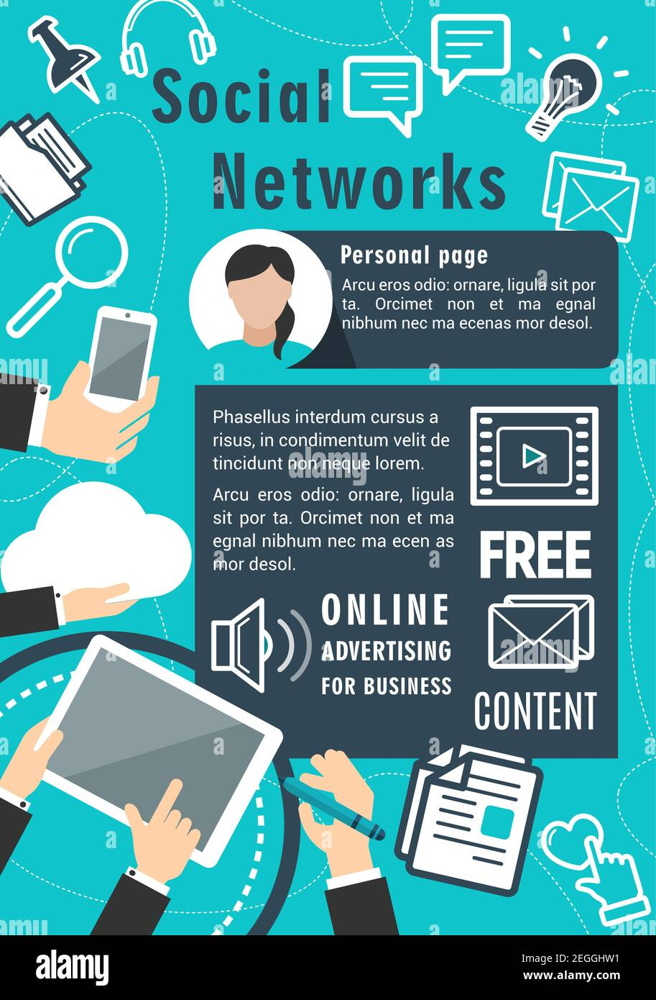 Social
Networks
Personal page
Arcu eros odio: ornare, ligula sit por
ta. Orcimet non et ma egnal
nibhum nec ma ecenas mor desol.
Phasellus interdum cursus a
risus, in condimentum velit de
tincidunt non neque lorem.
Arcu eros odio: ornare, ligula
sit por ta. Orcimet non et ma
egnal nibhum nec ma ecen as
mor desol.
FREE
ONLINE
ADVERTISING
FOR BUSINESS
CONTENT
alamy
Image ID: 2EGGHW1
www.alamy.com